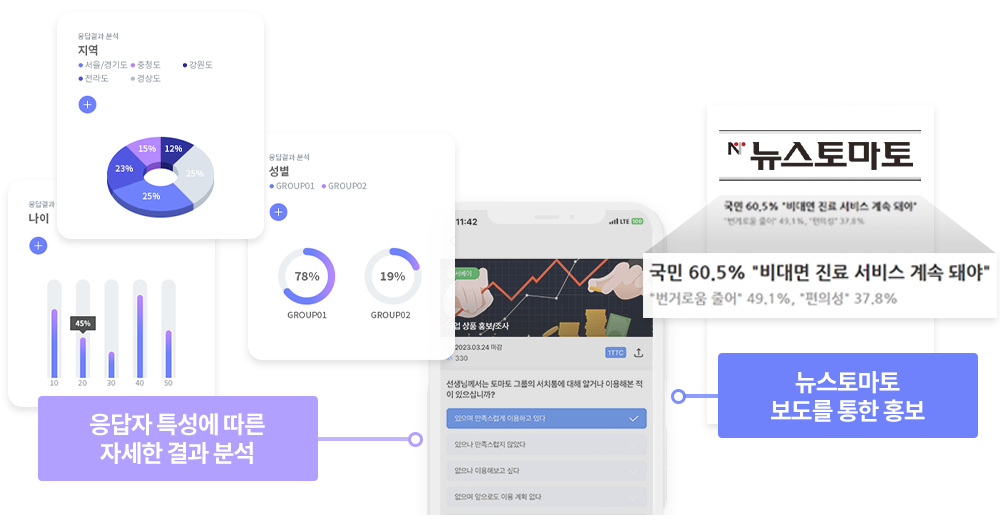 응답결과 분석
지역
서울/경기도 충청도 강원도
전라도 경상도
+
15% 12%
23% 25%
25%
응답결과 분석
성별
GROUP01 GROUP02
+
78% 19%
GROUP01 GROUP02
응답결과
나이
+
45%
10 20 30 40 50
응답자 특성에 따른
자세한 결과 분석
11:42 LTE 100
서베이
업 상품 홍보/조사
2023.03.24 마감
330
1TTC
선생님께서는 토마토 그룹의 서치통에 대해 알거나 이용해본 적
이 있으십니까?
있으며 만족스럽게 이용하고 있다
있으나 만족스럽지 않았다
없으나 이용해보고 싶다
없으며 앞으로도 이용 계획 없다
뉴스토마토
국민 60,5% "비대면 진료 서비스 계속 돼야"
"번거로움 줄어" 49,1%, "편의성" 37,8%
국민 60,5% "비대면 진료 서비스 계속 돼야"
"번거로움 줄어" 49,1%, "편의성" 37,8%
뉴스토마토
보도를 통한 홍보